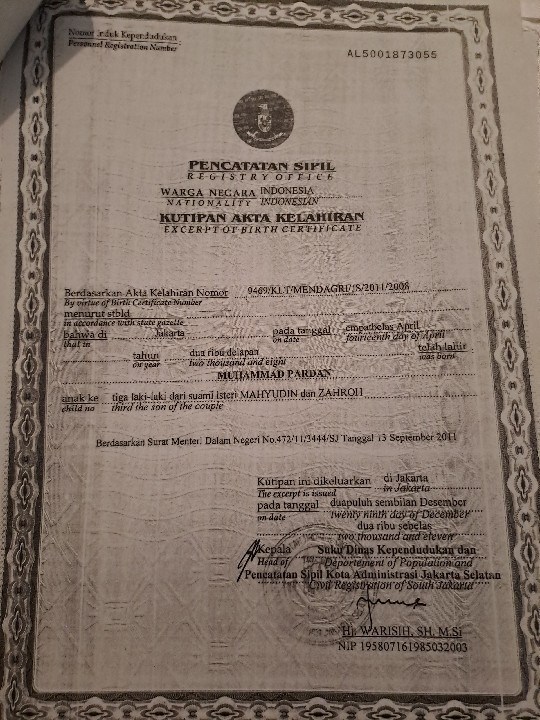 Nomor Induk Kependudukan
Personnel Registration Number
AL5001873055
PENCATATAN SIPIL
REGISTRY OFFICE
WARGA NEGARA INDONESIA
NATIONALITY INDONESIAN
KUTIPAN AKTA KELAHIRAN
EXCERPT OF BIRTH CERTIFICATE
Berdasarkan Akta Kelahiran Nomor 9469/KLT/MENDAGRI/JS/2011/2008
By virtue of Birth Certificate Number
menurut stbld
in accordance with state gazette
bahwa di Jakarta pada tanggal empatbelas April
that in on date fourteenth day of April
tahun dua ribu delapan telah lahir
on year two thousand and eight was born
MUHAMMAD PARDAN
anak ke tiga laki-laki dari suami isteri MAHYUDIN dan ZAHROH
child no third the son of the couple
Berdasarkan Surat Menteri Dalam Negeri No.472/11/3444/SJ Tanggal 13 September 2011
Kutipan ini dikeluarkan di Jakarta
The excerpt is issued in Jakarta
pada tanggal duapuluh sembilan Desember
on date twenty ninth day of December
dua ribu sebelas
two thousand and eleven
Kepala Suku Dinas Kependudukan dan
Head of Departement of Population and
Pencatatan Sipil Kota Administrasi Jakarta Selatan
Civil Registration of South Jakarta
Hj. WARISIH, SH, M.Si
NIP 195807161985032003